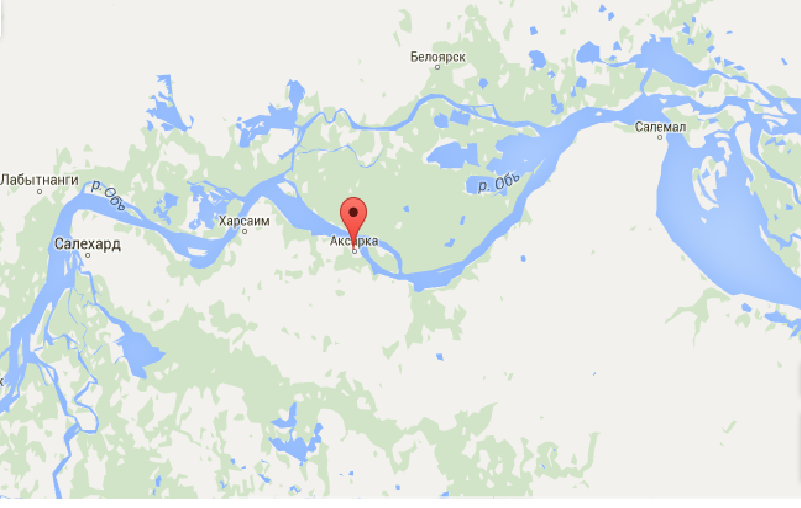 Белоярск
Салемал
Лабытнанги
р. Обь
р. Обь
Харсаим
Аксарка
Салехард